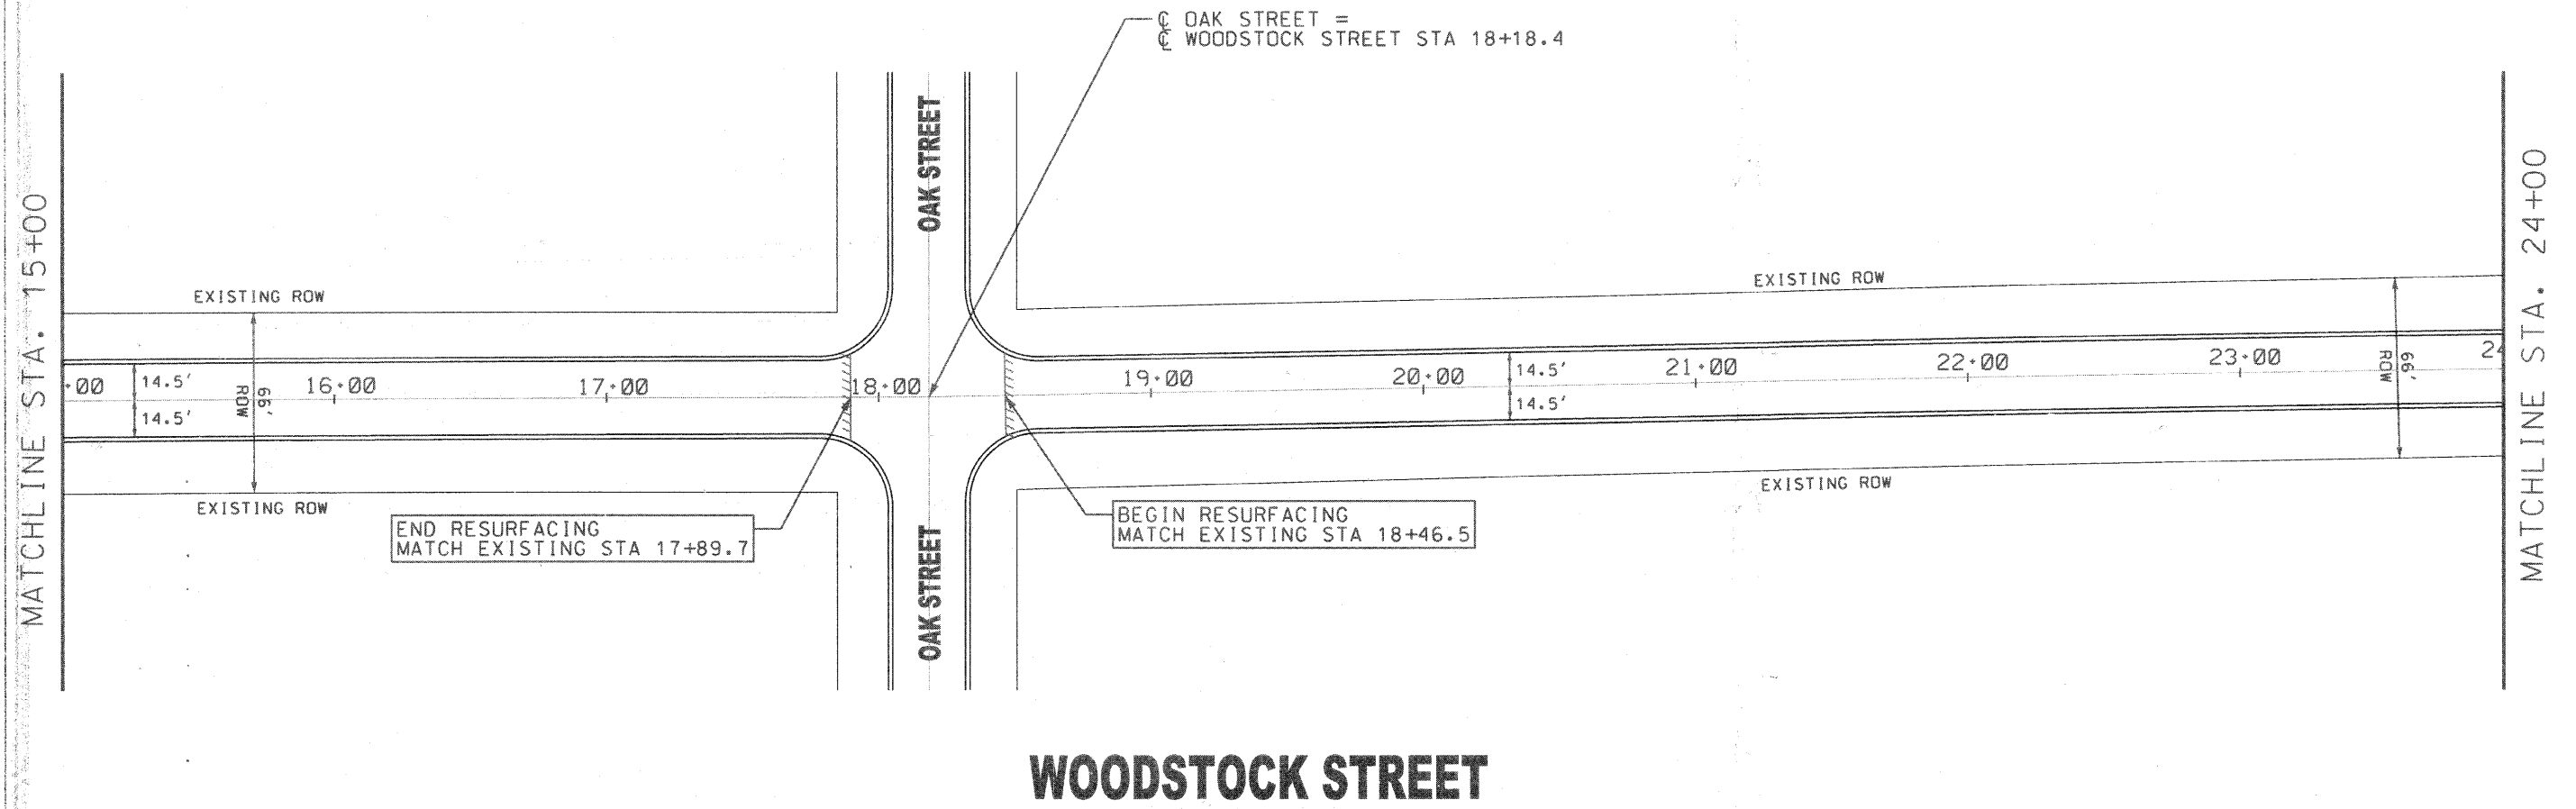 ℄ OAK STREET =
℄ WOODSTOCK STREET STA 18+18.4
MATCHLINE STA. 15+00
OAK STREET
EXISTING ROW
EXISTING ROW
MATCHLINE STA. 24+00
+00
14.5'
14.5'
66'
ROW
16+00
17+00
18+00
19+00
20+00
14.5'
14.5'
21+00
22+00
23+00
66'
ROW
24
EXISTING ROW
EXISTING ROW
END RESURFACING
MATCH EXISTING STA 17+89.7
BEGIN RESURFACING
MATCH EXISTING STA 18+46.5
OAK STREET
WOODSTOCK STREET